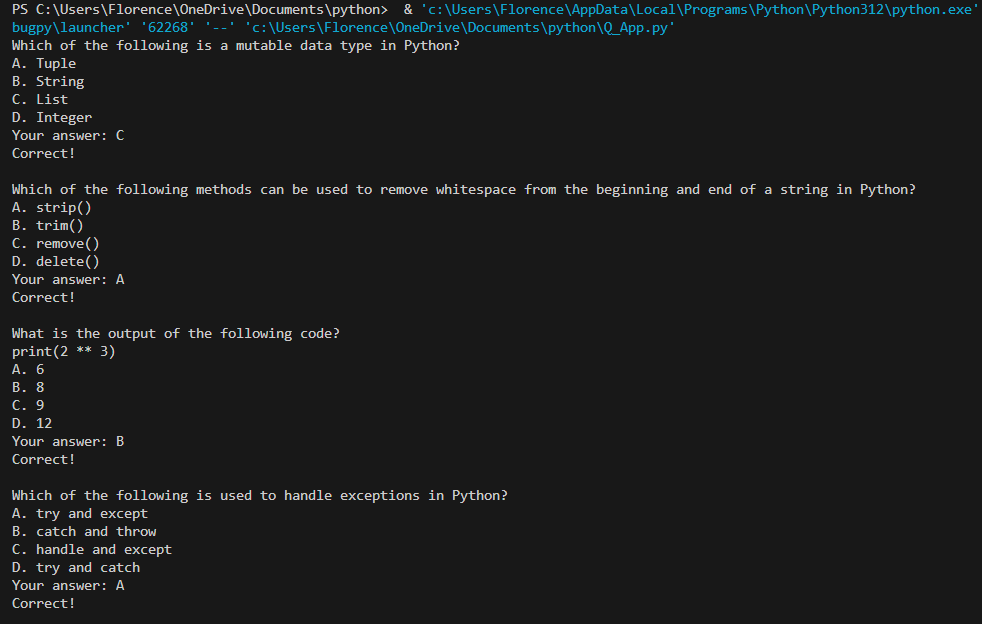 PS C:\Users\Florence\OneDrive\Documents\python>  & 'c:\Users\Florence\AppData\Local\Programs\Python\Python312\python.exe'
bugpy\launcher' '62268' '--' 'c:\Users\Florence\OneDrive\Documents\python\Q_App.py'
Which of the following is a mutable data type in Python?
A. Tuple
B. String
C. List
D. Integer
Your answer: C
Correct!

Which of the following methods can be used to remove whitespace from the beginning and end of a string in Python?
A. strip()
B. trim()
C. remove()
D. delete()
Your answer: A
Correct!

What is the output of the following code?
print(2 ** 3)
A. 6
B. 8
C. 9
D. 12
Your answer: B
Correct!

Which of the following is used to handle exceptions in Python?
A. try and except
B. catch and throw
C. handle and except
D. try and catch
Your answer: A
Correct!